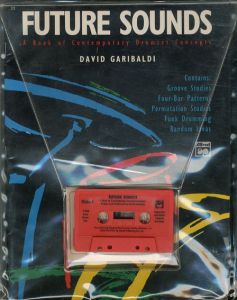 FUTURE SOUNDS
A Book of Contemporary Drumset Concepts
DAVID GARIBALDI
Contains:
Groove Studies
Four-Bar Patterns
Permutation Studies
Funk Drumming
Random Ideas
Alfred
FUTURE SOUNDS